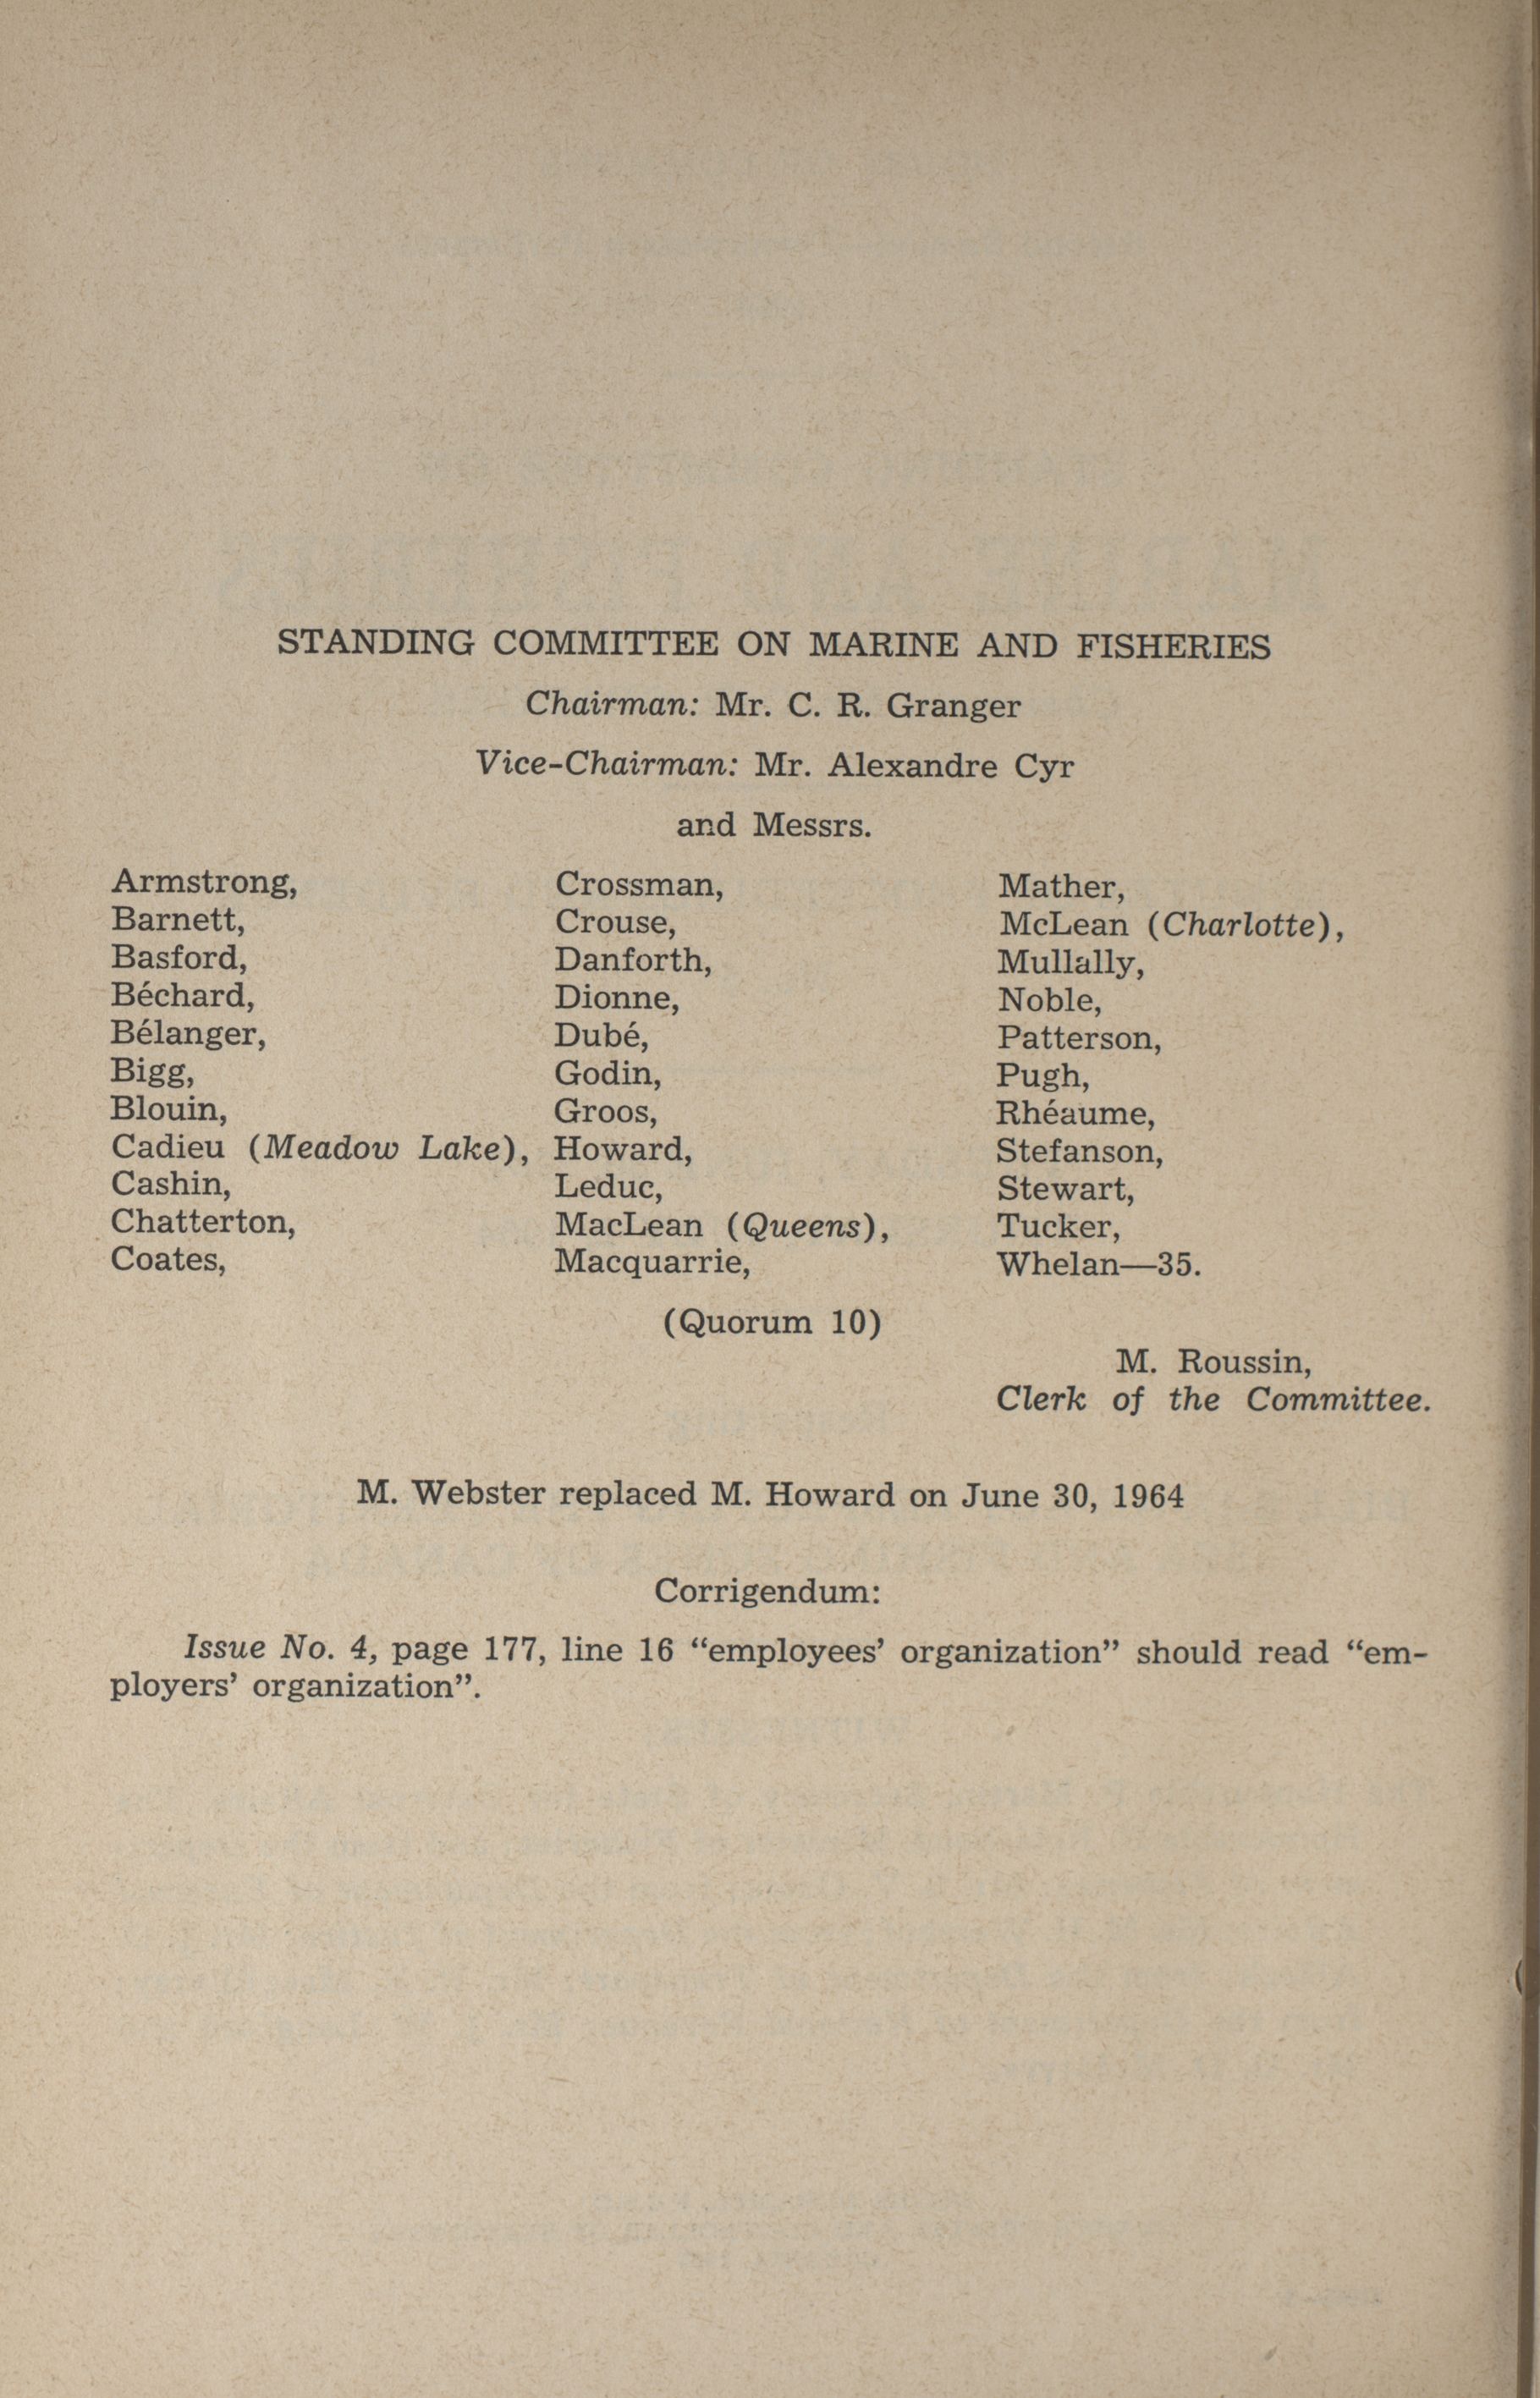 STANDING COMMITTEE ON MARINE AND FISHERIES
Chairman: Mr. C. R. Granger
Vice-Chairman: Mr. Alexandre Cyr
and Messrs.
Armstrong,
Barnett,
Basford,
Béchard,
Bélanger,
Bigg,
Blouin,
Cadieu (Meadow Lake),
Cashin,
Chatterton,
Coates,
Crossman,
Crouse,
Danforth,
Dionne,
Dubé,
Godin,
Groos,
Howard,
Leduc,
MacLean (Queens),
Macquarrie,
Mather,
McLean (Charlotte),
Mullally,
Noble,
Patterson,
Pugh,
Rhéaume,
Stefanson,
Stewart,
Tucker,
Whelan—35.
(Quorum 10)
M. Roussin,
Clerk of the Committee.
M. Webster replaced M. Howard on June 30, 1964
Corrigendum:
Issue No. 4, page 177, line 16 “employees’ organization” should read “em-
ployers’ organization”.